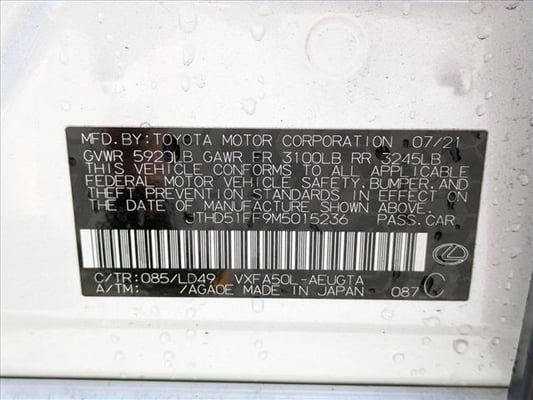 MFD. BY: TOYOTA MOTOR CORPORATION 07/21
GVWR 5920LB GAWR FR 3100LB RR 3245LB
THIS VEHICLE CONFORMS TO ALL APPLICABLE
FEDERAL MOTOR VEHICLE SAFETY, BUMPER, AND
THEFT PREVENTION STANDARDS IN EFFECT ON
THE DATE OF MANUFACTURE SHOWN ABOVE.
JTHD51FF9M5015236 PASS.CAR
C/TR: 085/LD49 VXFA50L-AEUGTA
A/TM: /AGA0E MADE IN JAPAN 087 C